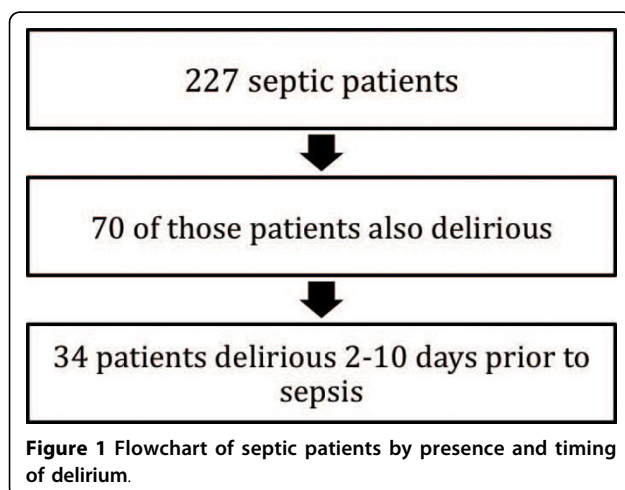 227 septic patients
70 of those patients also delirious
34 patients delirious 2-10 days prior to
sepsis
Figure 1 Flowchart of septic patients by presence and timing
of delirium.